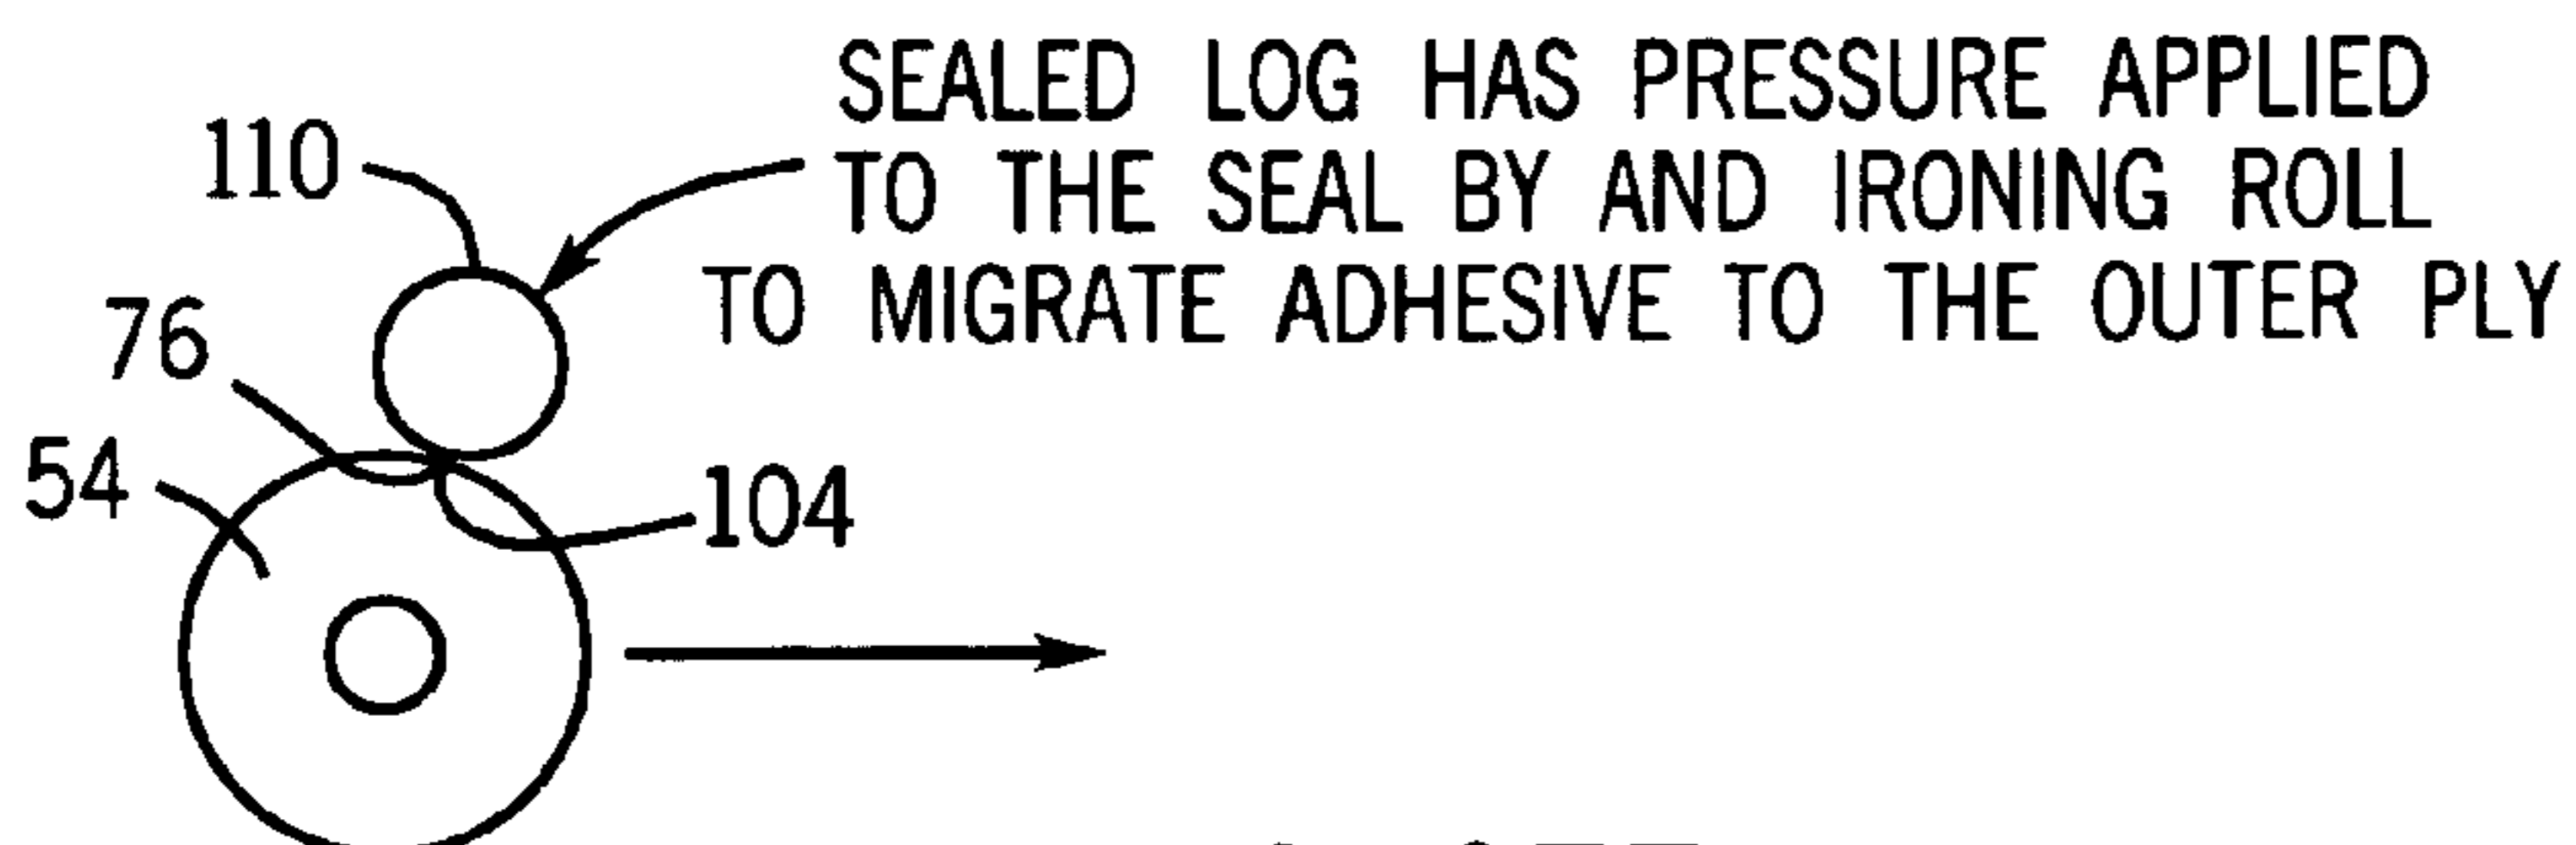 SEALED LOG HAS PRESSURE APPLIED
110
TO THE SEAL BY AND IRONING ROLL
TO MIGRATE ADHESIVE TO THE OUTER PLY
76
54
104